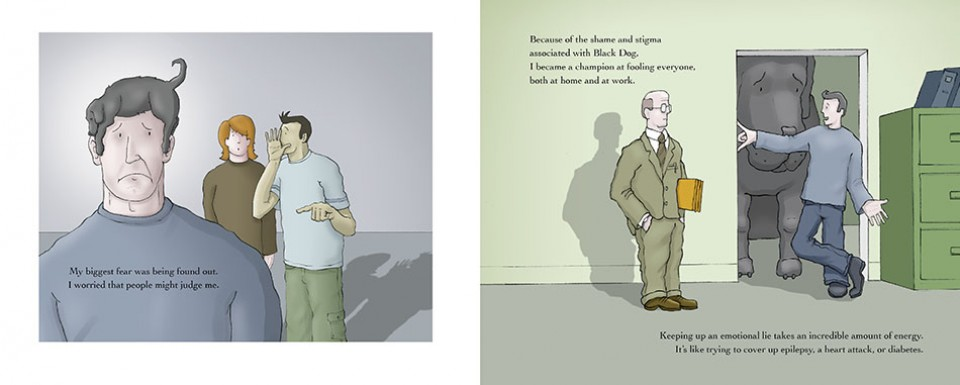 My biggest fear was being found out.
I worried that people might judge me.
Because of the shame and stigma
associated with Black Dog,
I became a champion at fooling everyone,
both at home and at work.
Keeping up an emotional lie takes an incredible amount of energy.
It's like trying to cover up epilepsy, a heart attack, or diabetes.